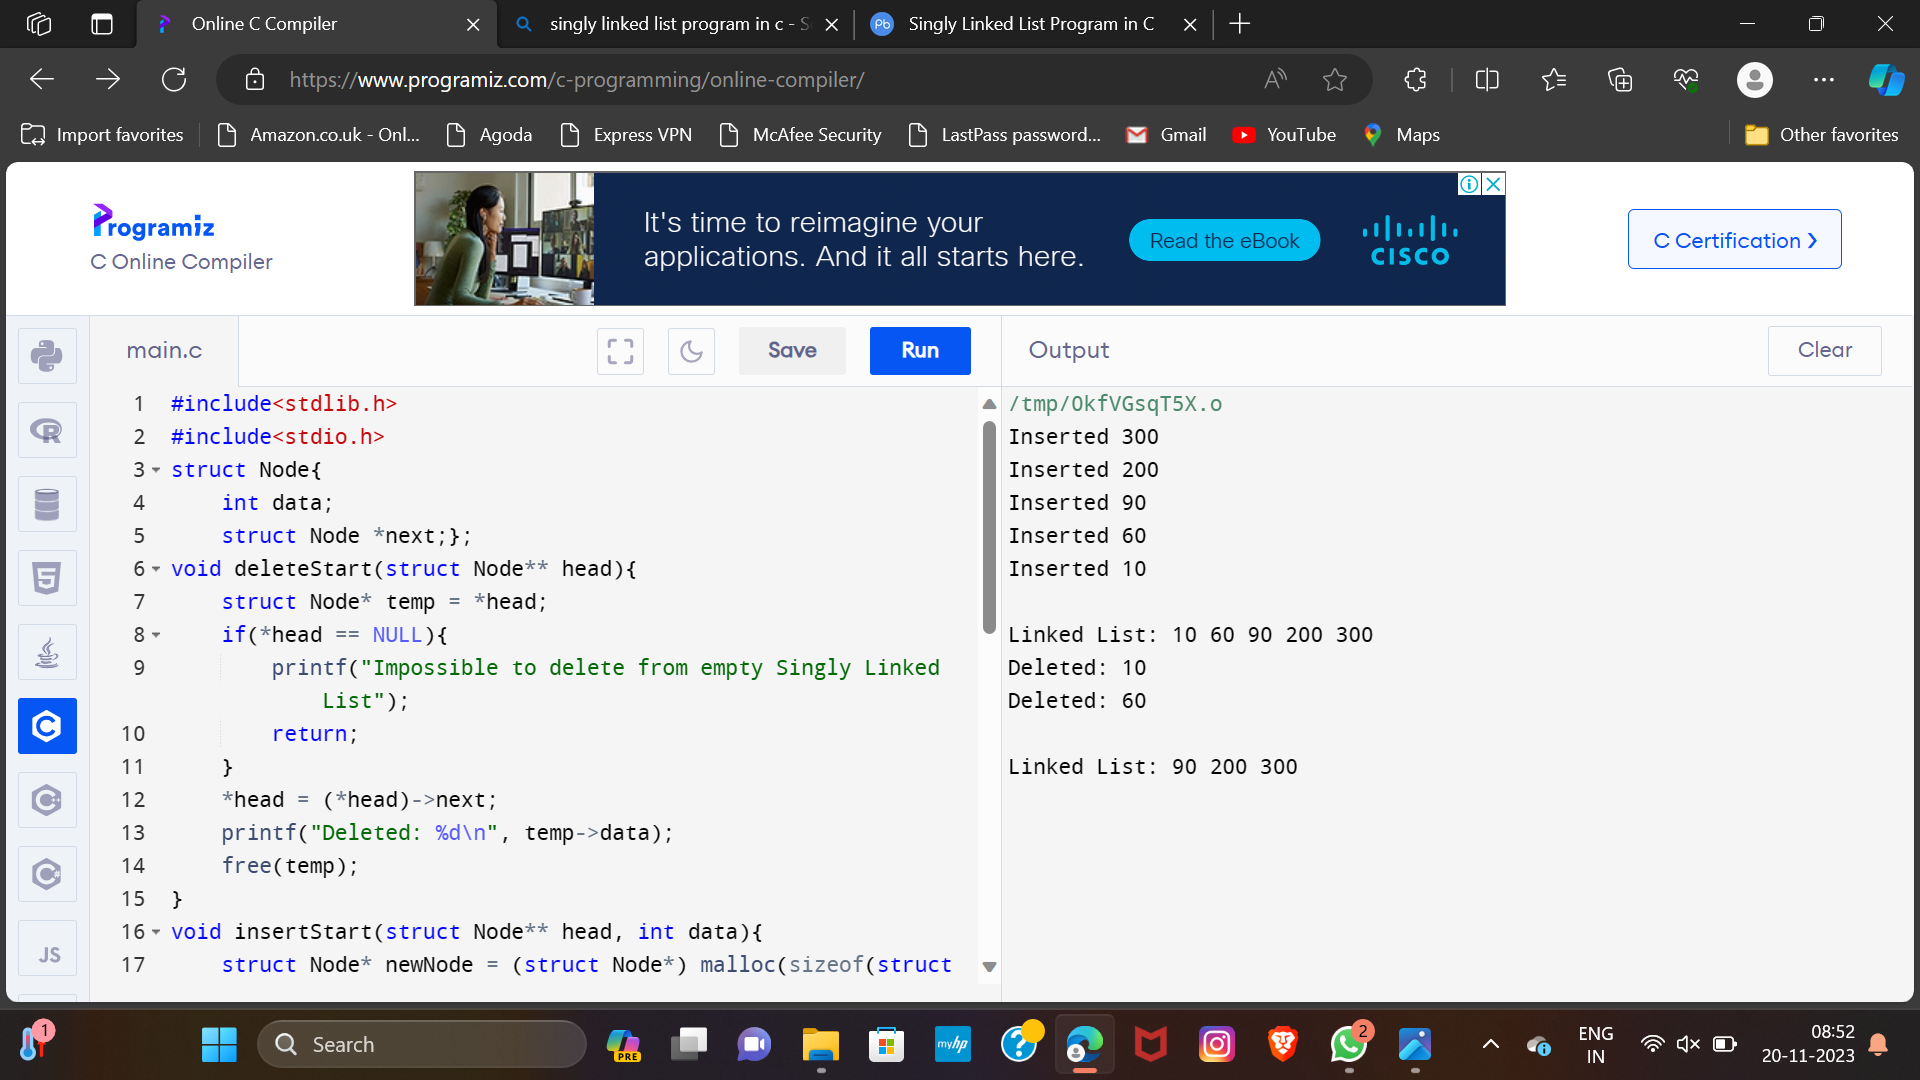 Online C Compiler
singly linked list program in c - S
Singly Linked List Program in C
https://www.programiz.com/c-programming/online-compiler/
Import favorites
Amazon.co.uk - Onl...
Agoda
Express VPN
McAfee Security
LastPass password...
Gmail
YouTube
Maps
Other favorites
Programiz
C Online Compiler
It's time to reimagine your
applications. And it all starts here.
Read the eBook
CISCO
C Certification
main.c
Save
Run
Output
Clear
1 #include<stdlib.h>
2 #include<stdio.h>
3 struct Node{
4 int data;
5 struct Node *next;};
6 void deleteStart(struct Node** head){
7 struct Node* temp = *head;
8 if(*head == NULL){
9 printf("Impossible to delete from empty Singly Linked
List");
10 return;
11 }
12 *head = (*head)->next;
13 printf("Deleted: %d\n", temp->data);
14 free(temp);
15 }
16 void insertStart(struct Node** head, int data){
17 struct Node* newNode = (struct Node*) malloc(sizeof(struct
/tmp/OkfVGsqT5X.o
Inserted 300
Inserted 200
Inserted 90
Inserted 60
Inserted 10
Linked List: 10 60 90 200 300
Deleted: 10
Deleted: 60
Linked List: 90 200 300
JS
1
Search
PRE
myhp
2
ENG
IN
08:52
20-11-2023